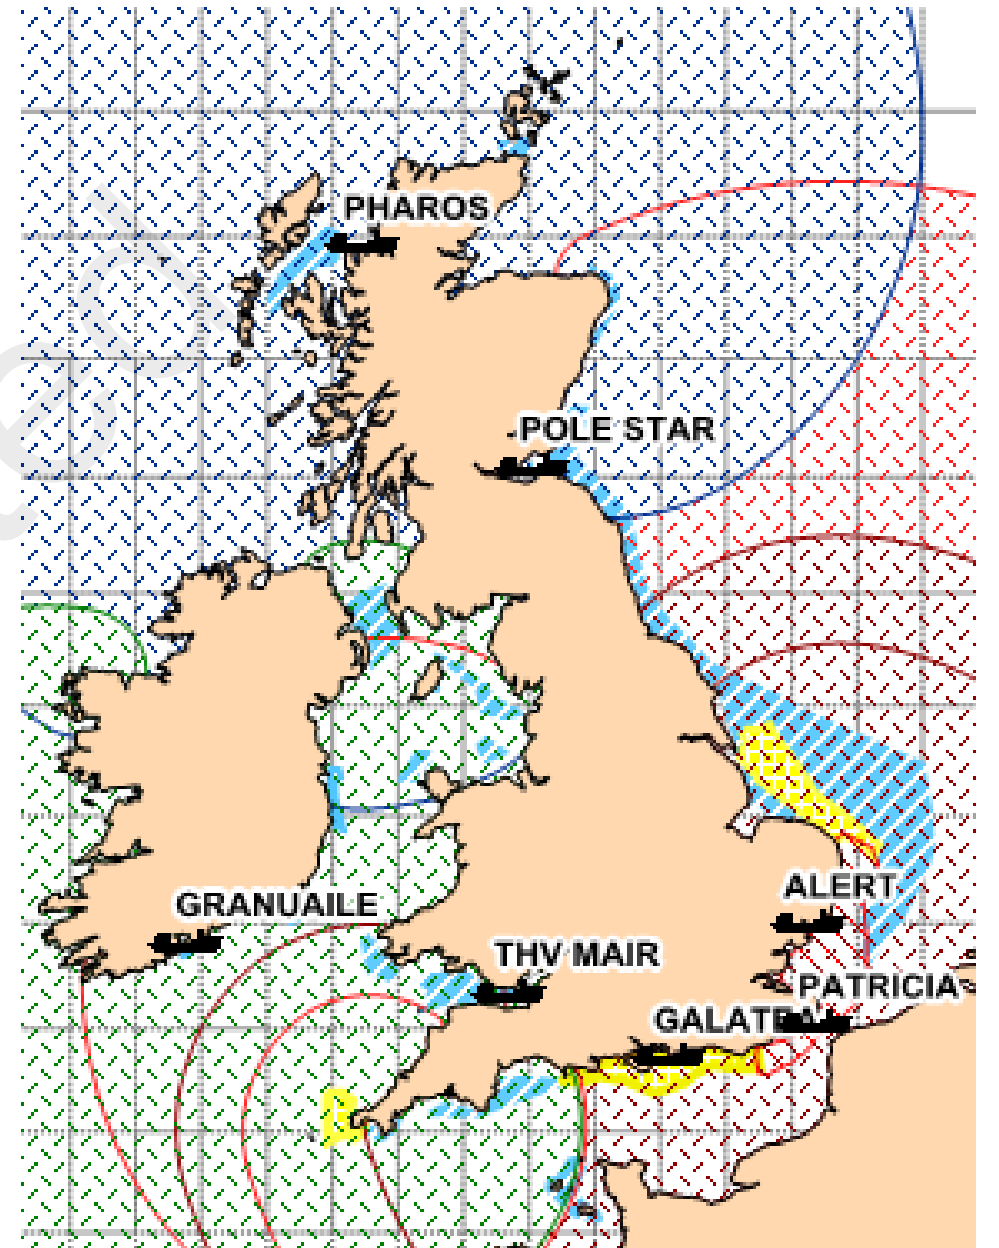 PHAROS
POLE STAR
ALERT
GRANUAILE
THV MAIR
PATRICIA
GALATEA